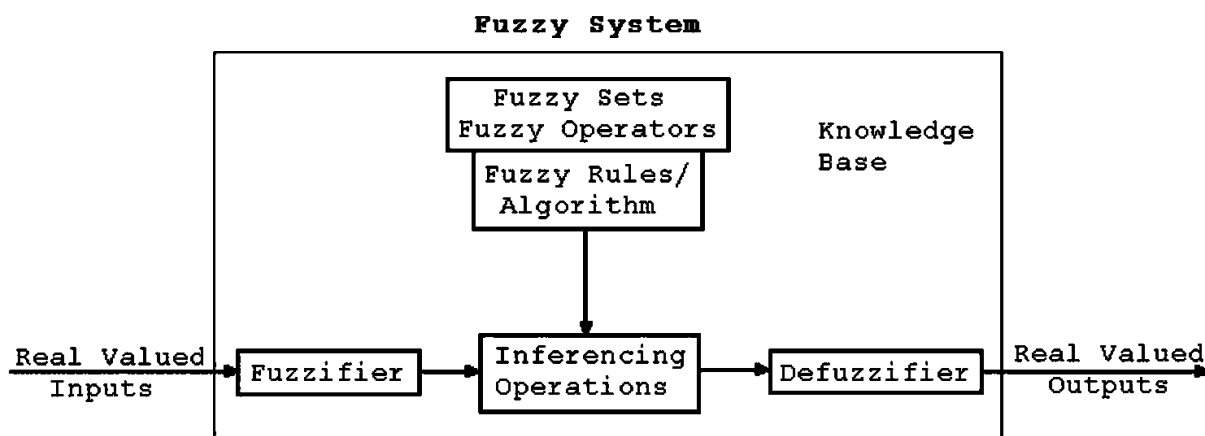 Fuzzy System
Fuzzy Sets
Fuzzy Operators
Knowledge
Base
Fuzzy Rules/
Algorithm
Real Valued
Inputs
Fuzzifier
Inferencing
Operations
Defuzzifier
Real Valued
Outputs